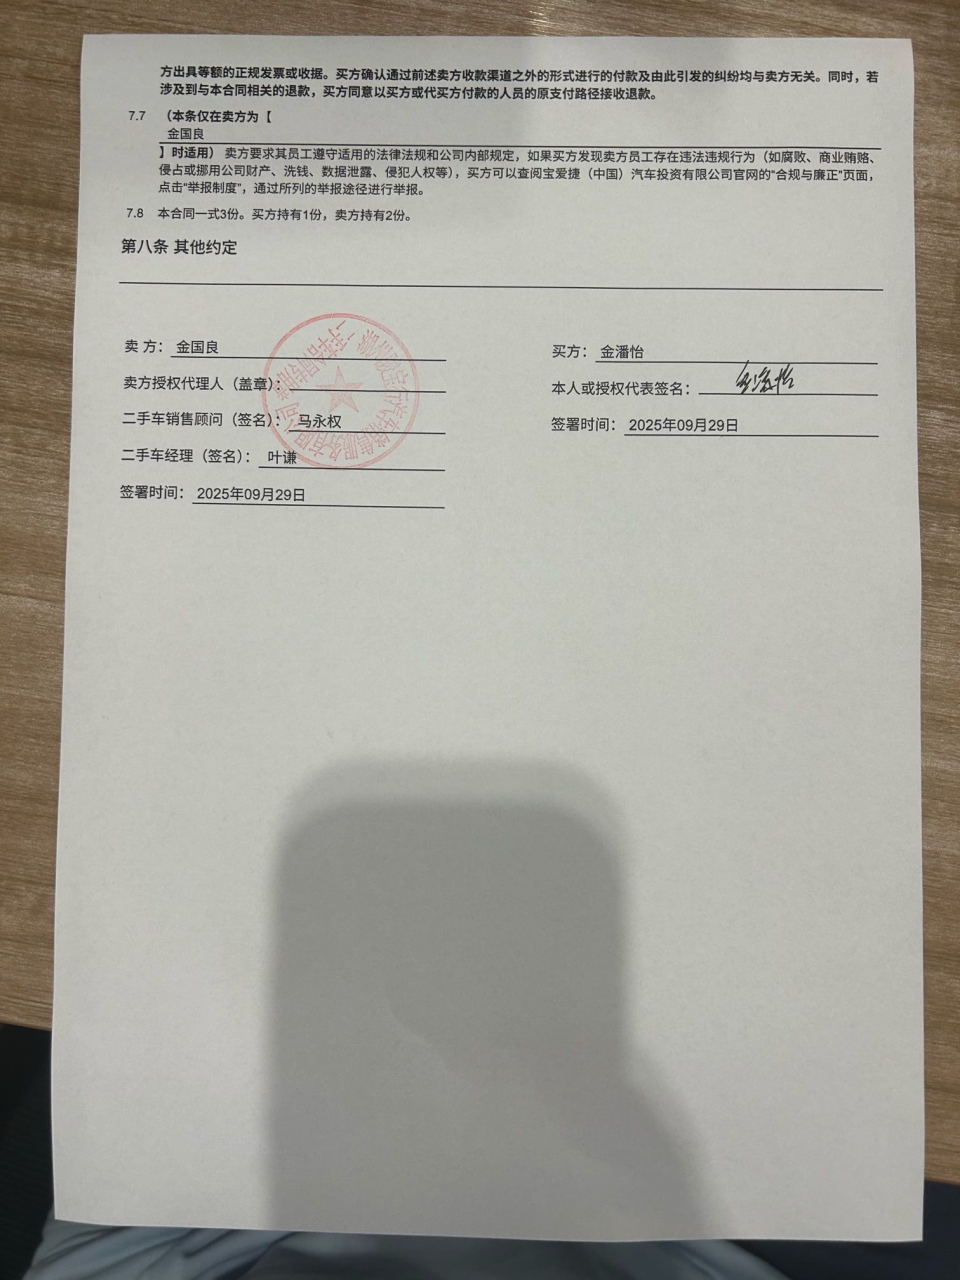 方出具等额的正规发票或收据。买方确认通过前述卖方收款渠道之外的形式进行的付款及由此引发的纠纷均与卖方无关。同时，若
涉及到与本合同相关的退款，买方同意以买方或代买方付款的人员的原支付路径接收退款。
7.7 （本条仅在卖方为【
金国良
】时适用） 卖方要求其员工遵守适用的法律法规和公司内部规定，如果买方发现卖方员工存在违法违规行为（如腐败、商业贿赂、
侵占或挪用公司财产、洗钱、数据泄露、侵犯人权等），买方可以查阅宝爱捷（中国）汽车投资有限公司官网的“合规与廉正”页面，
点击“举报制度”，通过所列的举报途径进行举报。
7.8 本合同一式3份。买方持有1份，卖方持有2份。
第八条 其他约定
卖 方： 金国良
卖方授权代理人（盖章）：
二手车销售顾问（签名）： 马永权
二手车经理（签名）： 叶谦
签署时间： 2025年09月29日
买方： 金潘怡
本人或授权代表签名：
签署时间： 2025年09月29日